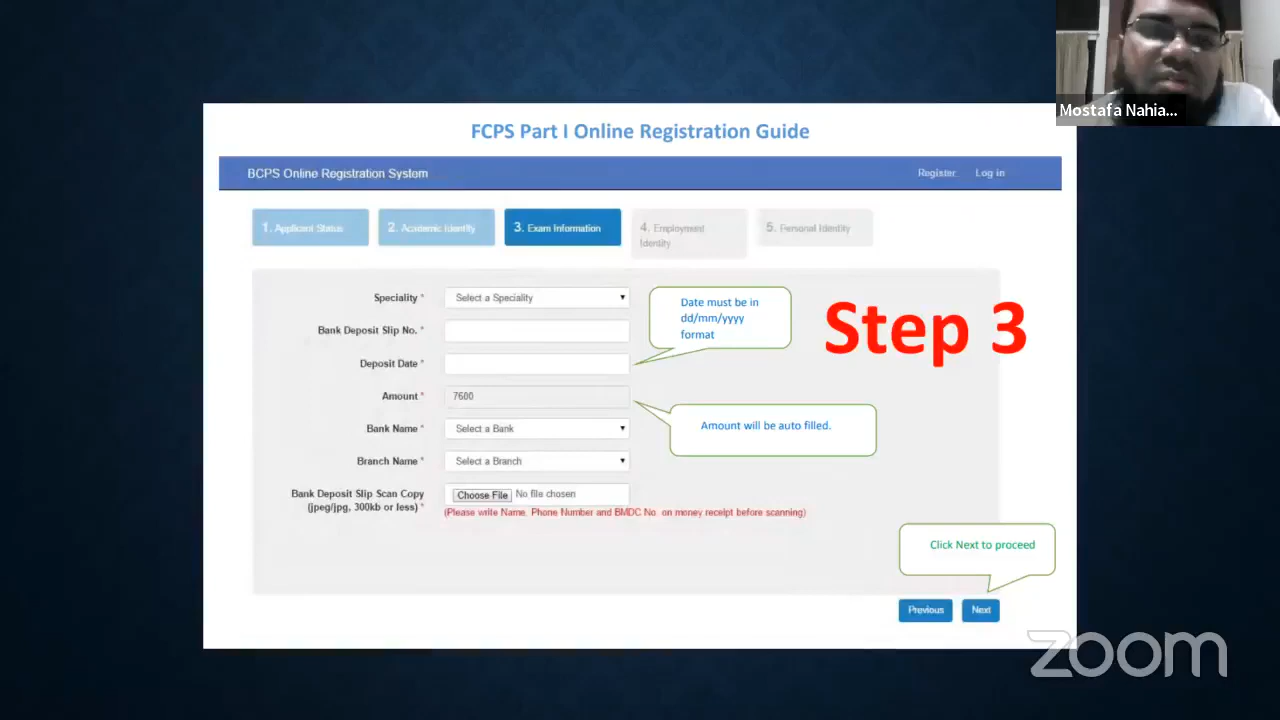 Mostafa Nahia...
FCPS Part I Online Registration Guide
BCPS Online Registration System
Register
Log in
1. Applicant Status
2. Academic Identity
3. Exam Information
4. Employment
Identity
5. Personal Identity
Speciality *
Select a Speciality
Date must be in
dd/mm/yyyy
format
Step 3
Bank Deposit Slip No. *
Deposit Date *
Amount *
7600
Amount will be auto filled.
Bank Name *
Select a Bank
Branch Name *
Select a Branch
Bank Deposit Slip Scan Copy
(jpeg/jpg, 300kb or less) *
Choose File No file chosen
(Please write Name, Phone Number and BMDC No. on money receipt before scanning)
Click Next to proceed
Previous
Next
zoom